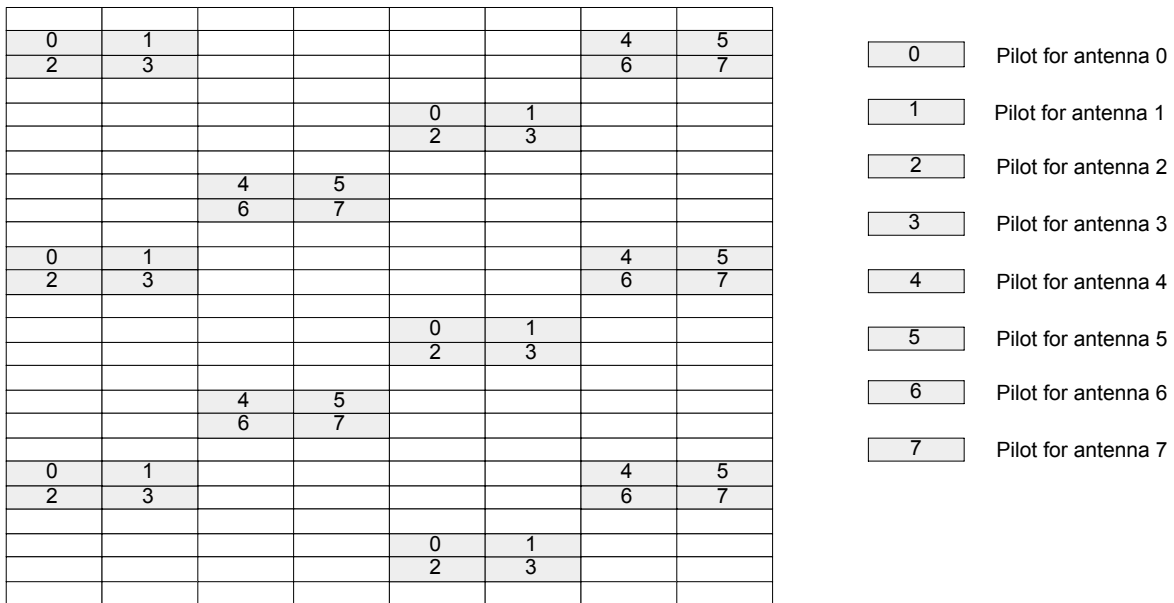 0 1 4 5
2 3 6 7
0 1
2 3
4 5
6 7
0 1 4 5
2 3 6 7
0 1
2 3
4 5
6 7
0 1 4 5
2 3 6 7
0 1
2 3
0 Pilot for antenna 0
1 Pilot for antenna 1
2 Pilot for antenna 2
3 Pilot for antenna 3
4 Pilot for antenna 4
5 Pilot for antenna 5
6 Pilot for antenna 6
7 Pilot for antenna 7